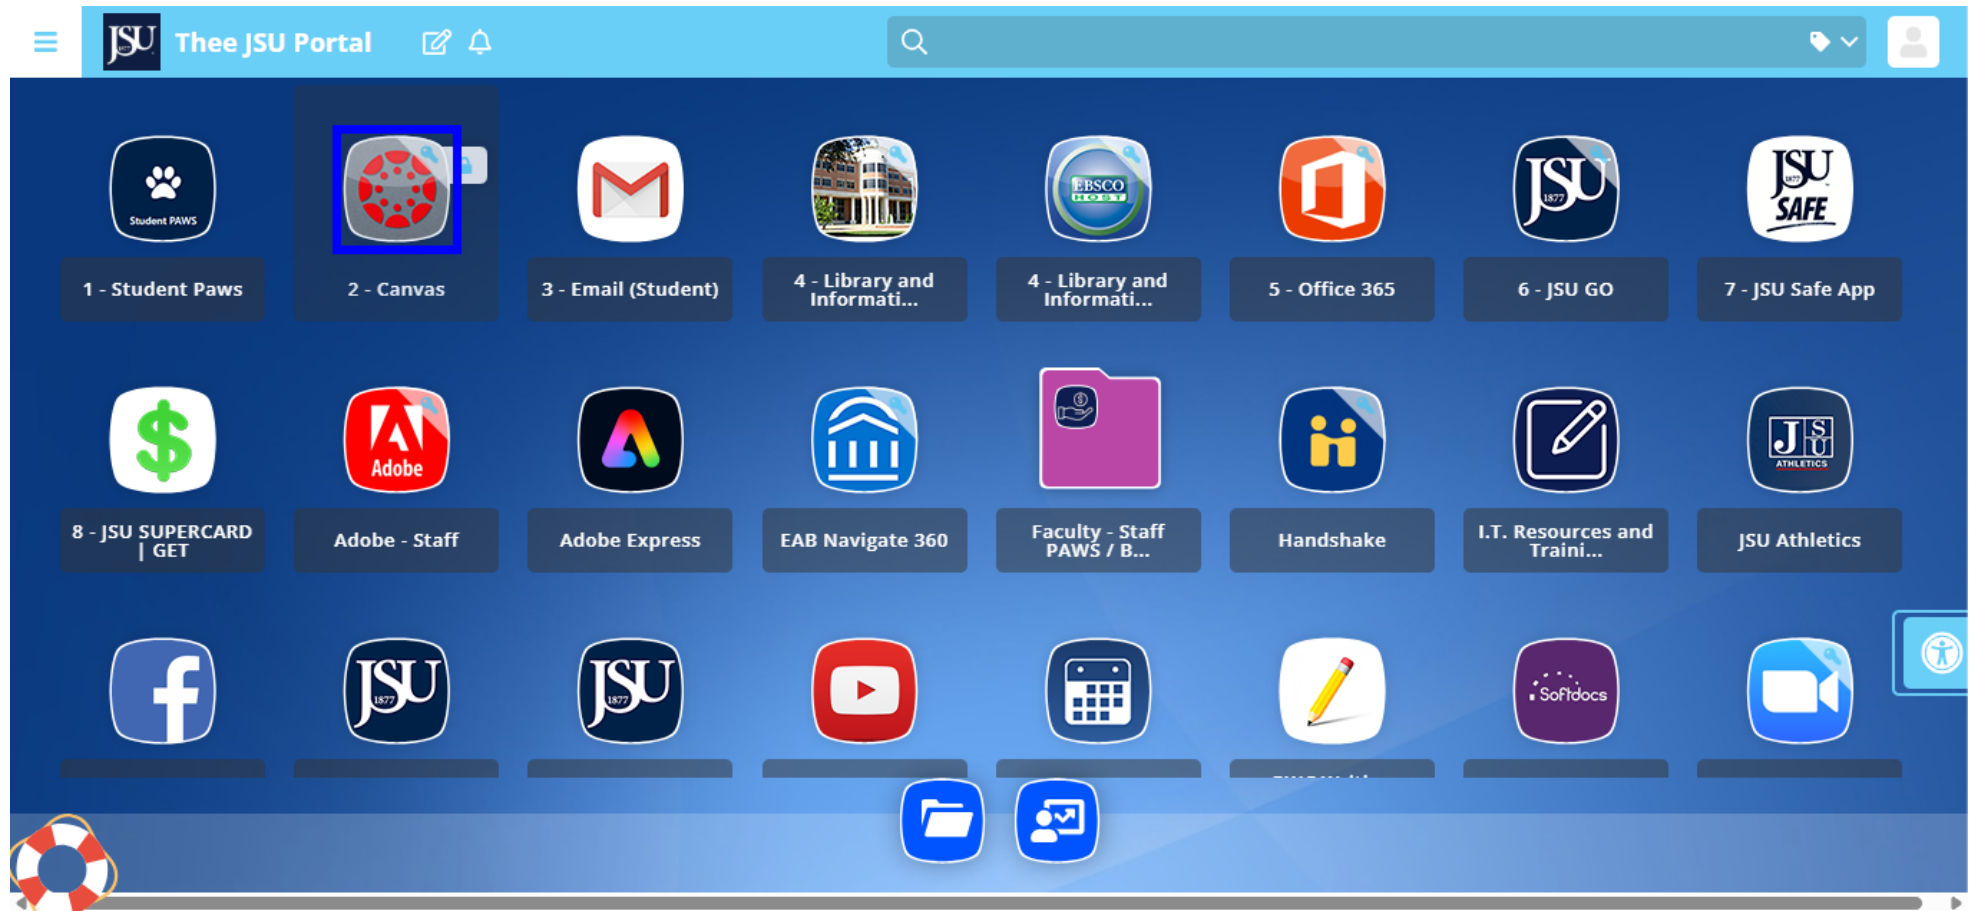 JSU
1877
Thee JSU Portal
Student PAWS
EBSCO
HOST
JSU
1877
JSU
1877
SAFE
1 - Student Paws
2 - Canvas
3 - Email (Student)
4 - Library and
Informati...
4 - Library and
Informati...
5 - Office 365
6 - JSU GO
7 - JSU Safe App
Adobe
JSU
ATHLETICS
8 - JSU SUPERCARD
| GET
Adobe - Staff
Adobe Express
EAB Navigate 360
Faculty - Staff
PAWS / B...
Handshake
I.T. Resources and
Traini...
JSU Athletics
JSU
1877
JSU
1877
Softdocs